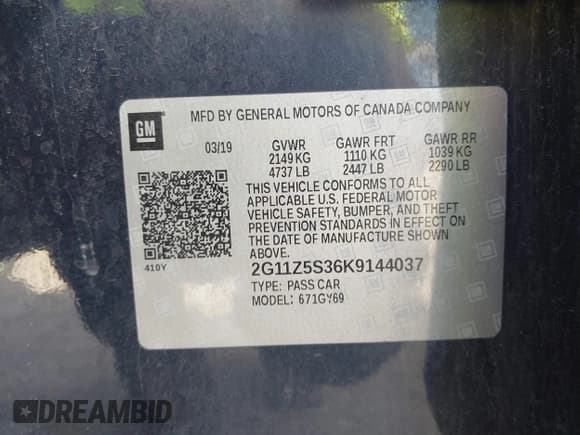 MFD BY GENERAL MOTORS OF CANADA COMPANY
GM
03/19 GVWR GAWR FRT GAWR RR
2149 KG 1110 KG 1039 KG
4737 LB 2447 LB 2290 LB
THIS VEHICLE CONFORMS TO ALL
APPLICABLE U.S. FEDERAL MOTOR
VEHICLE SAFETY, BUMPER, AND THEFT
PREVENTION STANDARDS IN EFFECT ON
THE DATE OF MANUFACTURE SHOWN
ABOVE.
410Y
2G11Z5S36K9144037
TYPE: PASS CAR
MODEL: 671GY69
DREAMBID